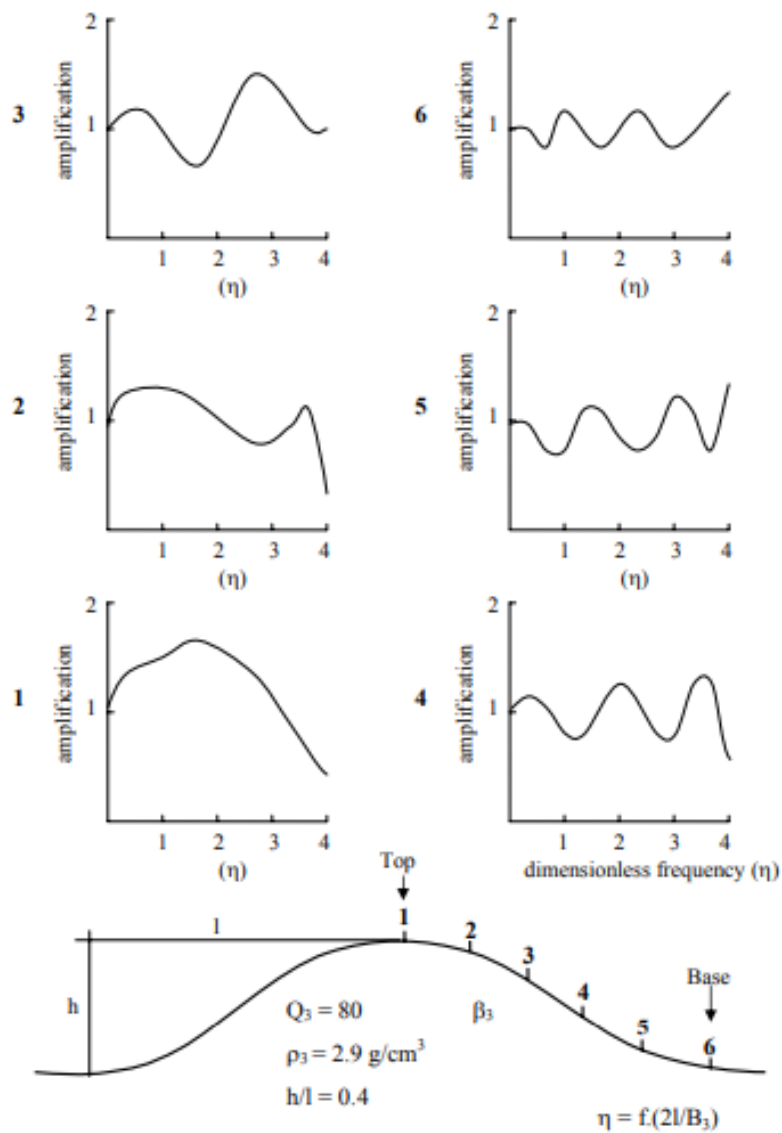 3
amplification
2
1
1 2 3 4
(η)
6
amplification
2
1
1 2 3 4
(η)
2
amplification
2
1
1 2 3 4
(η)
5
amplification
2
1
1 2 3 4
(η)
1
amplification
2
1
1 2 3 4
(η)
4
amplification
2
1
1 2 3 4
dimensionless frequency (η)
Top
l
1
2
3
4
5
6
Base
h
Q₃ = 80
β₃
ρ₃ = 2.9 g/cm³
h/l = 0.4
η = f.(2l/B₃)